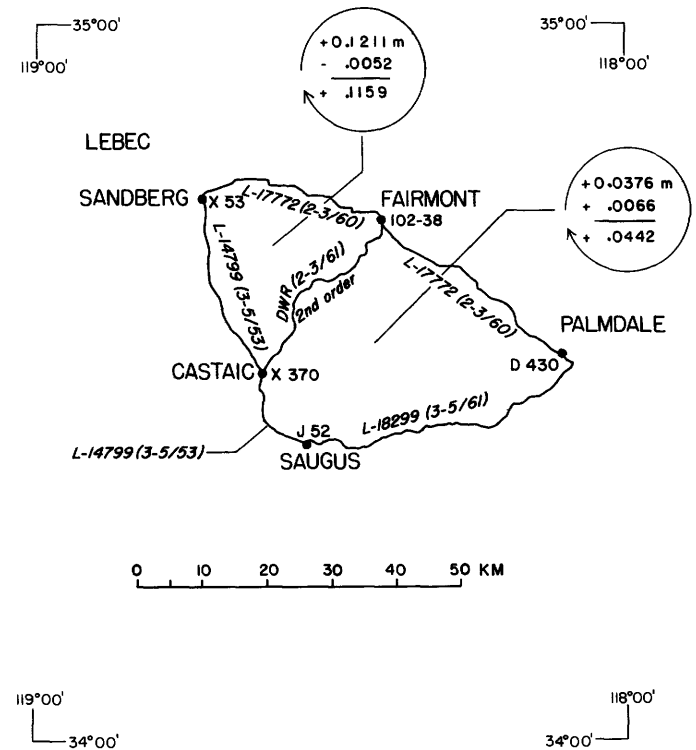 35°00'
119°00'
35°00'
118°00'
+0.1211 m
- .0052
+ .1159
LEBEC
SANDBERG
X 53
L-17772 (2-3/60)
FAIRMONT
102-38
+0.0376 m
+ .0066
+ .0442
L-14799 (3-5/53)
DWR (2-3/61)
2nd order
L-17772 (2-3/60)
PALMDALE
D 430
CASTAIC
X 370
L-18299 (3-5/61)
J 52
L-14799 (3-5/53)
SAUGUS
0 10 20 30 40 50 KM
119°00'
34°00'
118°00'
34°00'